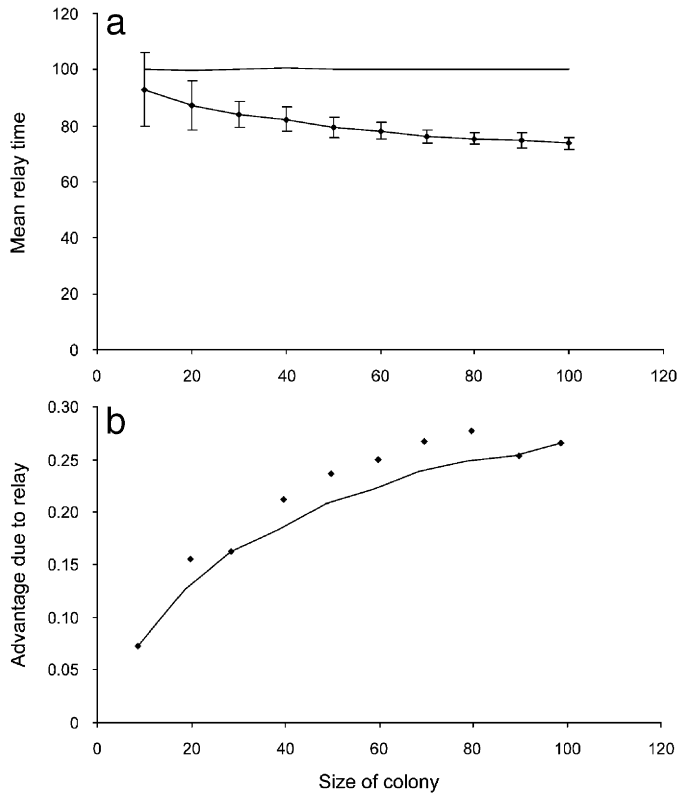 a
120
100
80
60
40
20
0
Mean relay time
0 20 40 60 80 100 120
b
0.30
0.25
0.20
0.15
0.10
0.05
0
Advantage due to relay
0 20 40 60 80 100 120
Size of colony